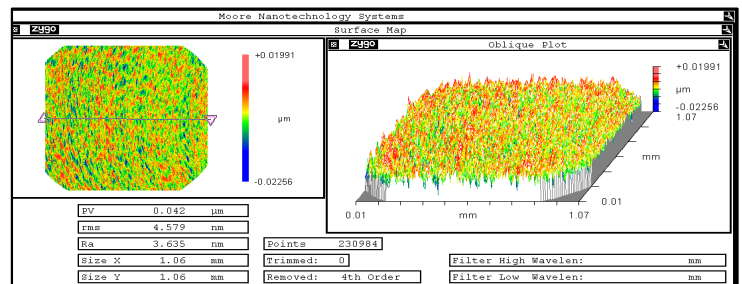 Moore Nanotechnology Systems
zygo Surface Map
+0.01991
µm
-0.02256
zygo Oblique Plot
+0.01991
µm
-0.02256
1.07
mm
0.01
0.01 mm 1.07
PV 0.042 µm
rms 4.579 nm
Ra 3.635 nm
Size X 1.06 mm
Size Y 1.06 mm
Points 230984
Trimmed: 0
Removed: 4th Order
Filter High Wavelen: mm
Filter Low Wavelen: mm